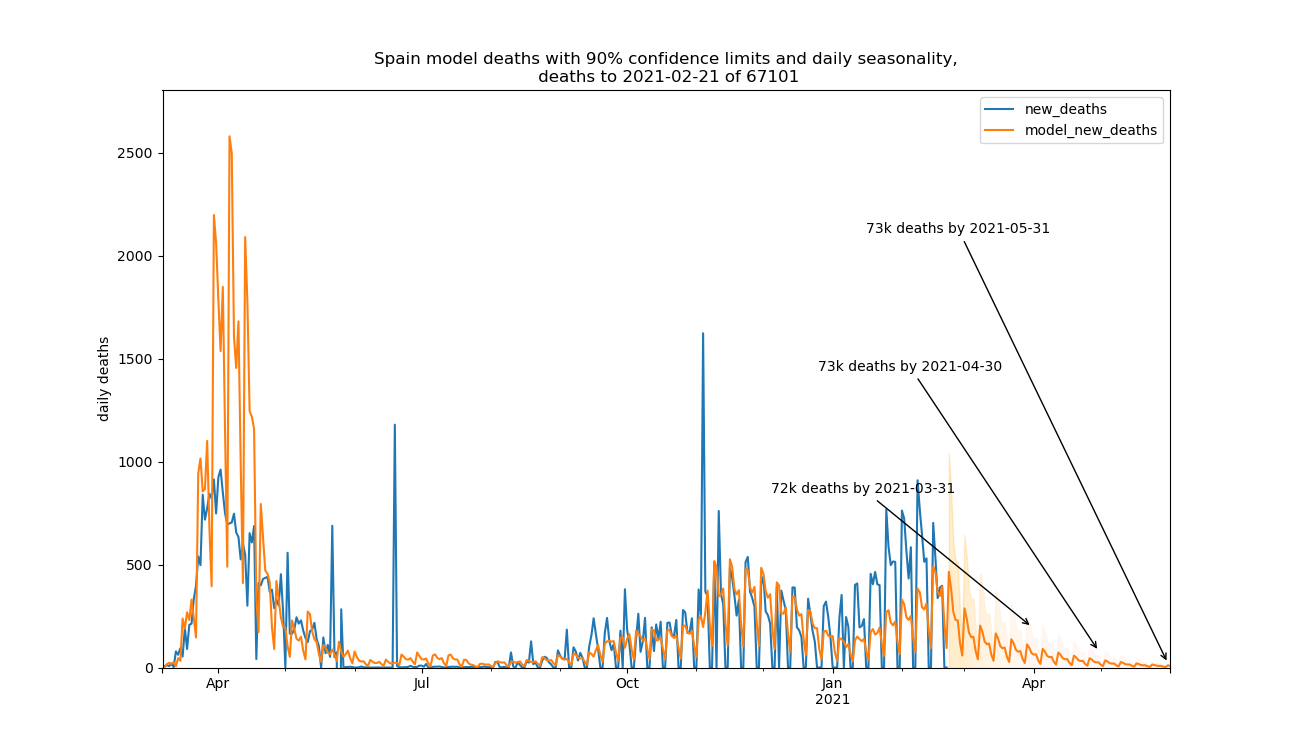 Spain model deaths with 90% confidence limits and daily seasonality,
deaths to 2021-02-21 of 67101
new_deaths
model_new_deaths
daily deaths
2500
2000
1500
1000
500
0
73k deaths by 2021-05-31
73k deaths by 2021-04-30
72k deaths by 2021-03-31
Apr
Jul
Oct
Jan
2021
Apr